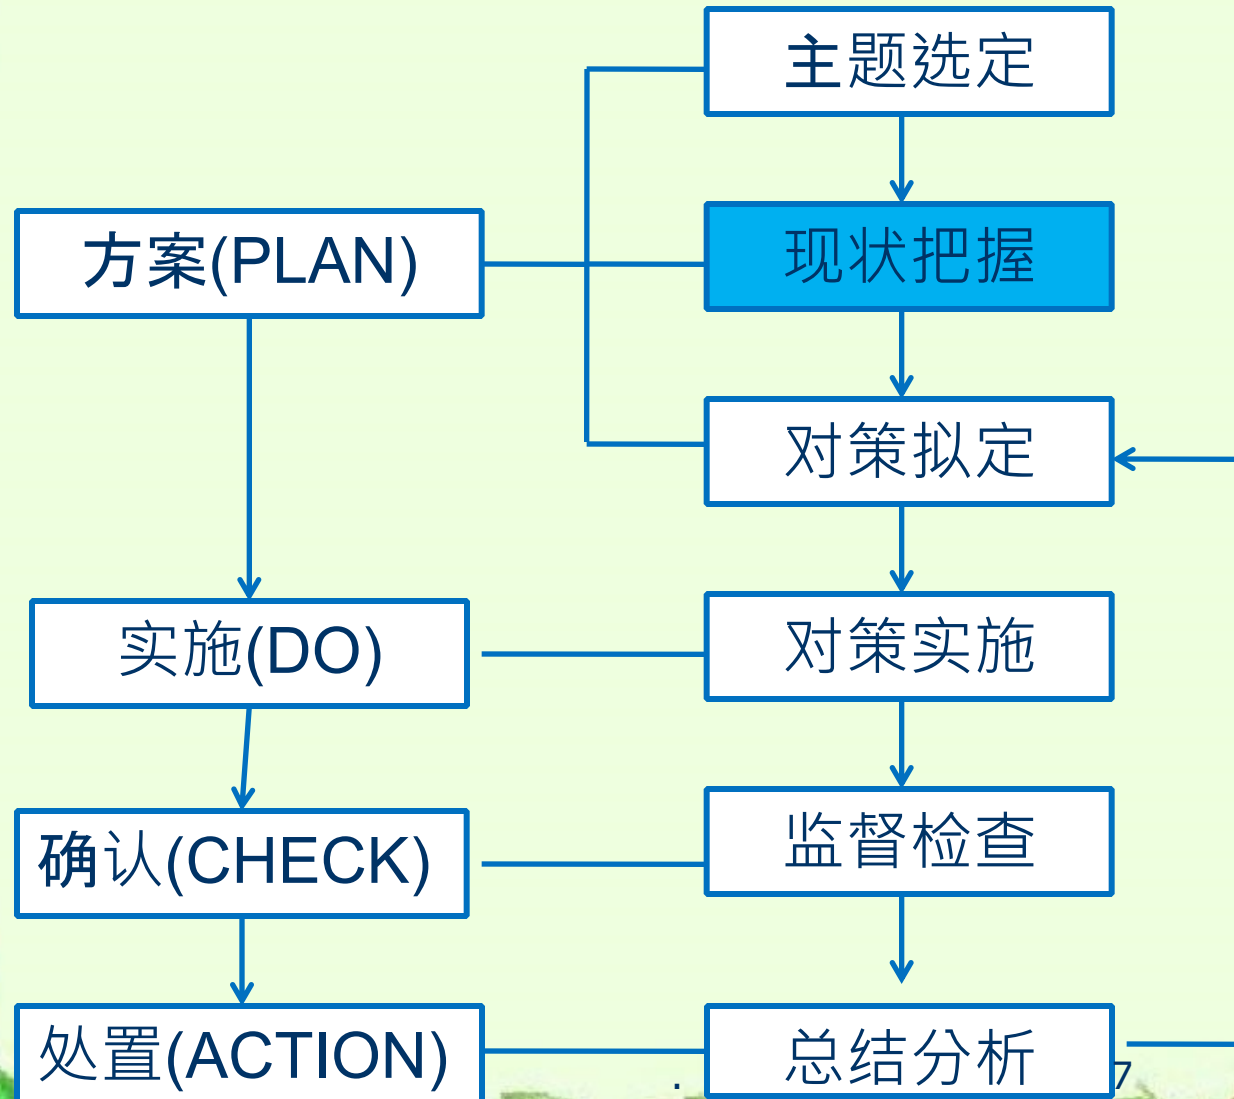 主题选定
方案(PLAN)
现状把握
对策拟定
实施(DO)
对策实施
确认(CHECK)
监督检查
处置(ACTION)
总结分析
.
7